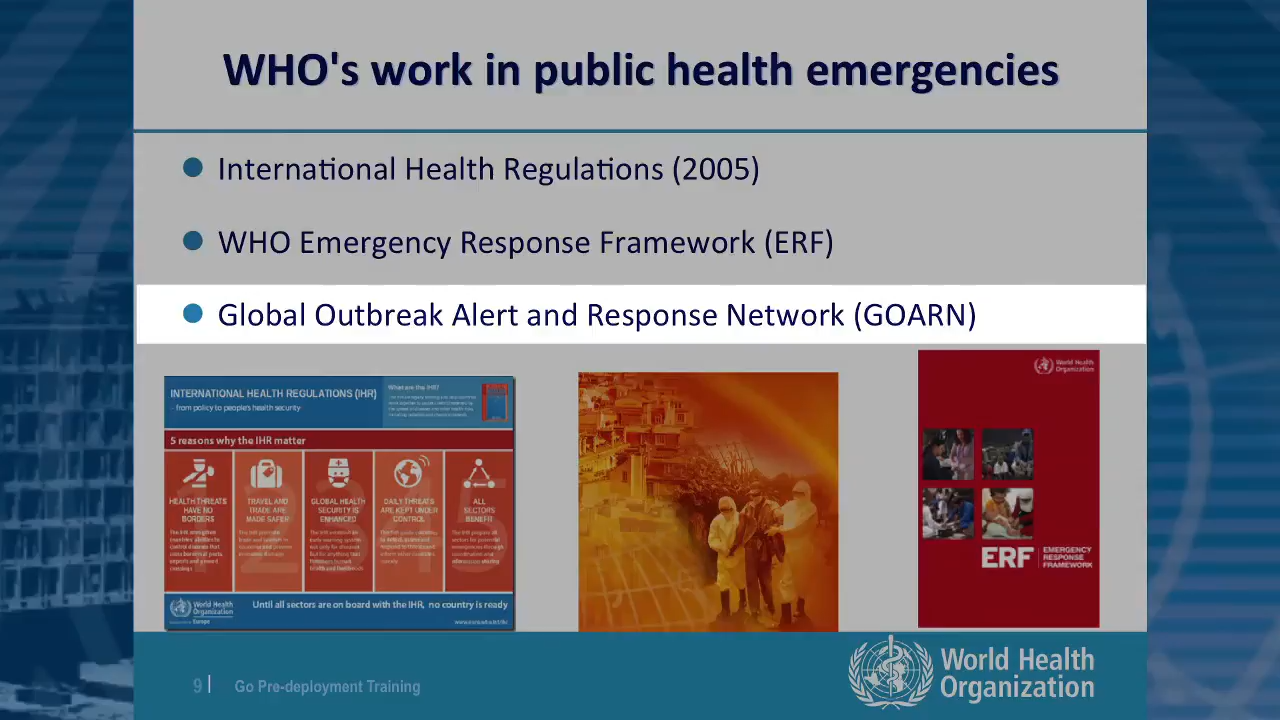 WHO's work in public health emergencies
International Health Regulations (2005)
WHO Emergency Response Framework (ERF)
Global Outbreak Alert and Response Network (GOARN)
INTERNATIONAL HEALTH REGULATIONS (IHR)
– from policy to people's health security
What are the IHR?
5 reasons why the IHR matter
HEALTH THREATS
HAVE NO
BORDERS
TRAVEL AND
TRADE ARE
MADE SAFER
GLOBAL HEALTH
SECURITY IS
ENHANCED
DAILY THREATS
ARE KEPT UNDER
CONTROL
ALL
SECTORS
BENEFIT
World Health
Organization
Europe
Until all sectors are on board with the IHR, no country is ready
World Health
Organization
ERF
EMERGENCY
RESPONSE
FRAMEWORK
9
Go Pre-deployment Training
World Health
Organization